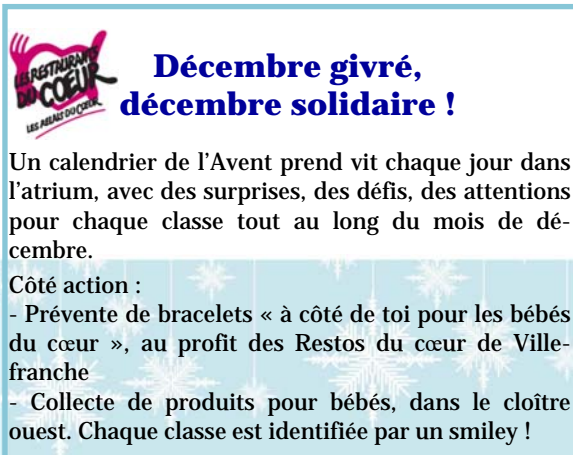 LES RESTAURANTS
DU COEUR
LES RELAIS DU COEUR
Décembre givré,
décembre solidaire !
Un calendrier de l'Avent prend vit chaque jour dans
l'atrium, avec des surprises, des défis, des attentions
pour chaque classe tout au long du mois de dé-
cembre.
Côté action :
- Prévente de bracelets « à côté de toi pour les bébés
du cœur », au profit des Restos du cœur de Ville-
franche
- Collecte de produits pour bébés, dans le cloître
ouest. Chaque classe est identifiée par un smiley !